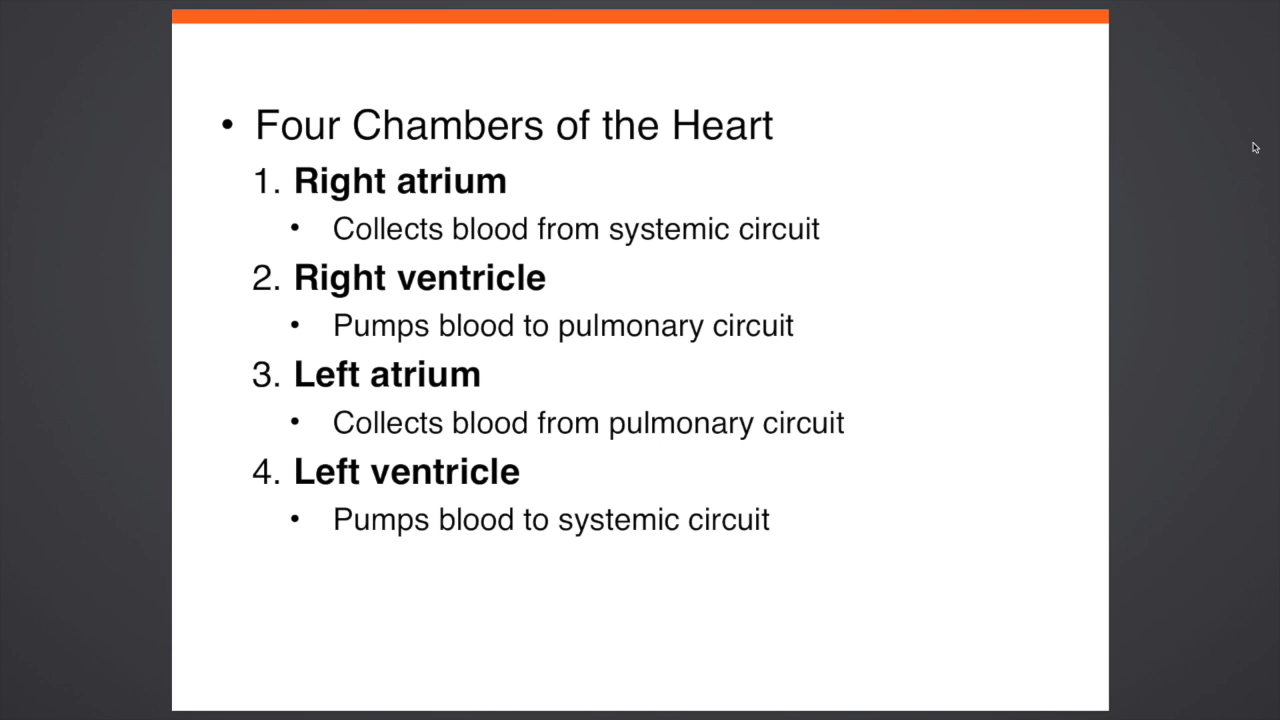 • Four Chambers of the Heart
1. Right atrium
• Collects blood from systemic circuit
2. Right ventricle
• Pumps blood to pulmonary circuit
3. Left atrium
• Collects blood from pulmonary circuit
4. Left ventricle
• Pumps blood to systemic circuit